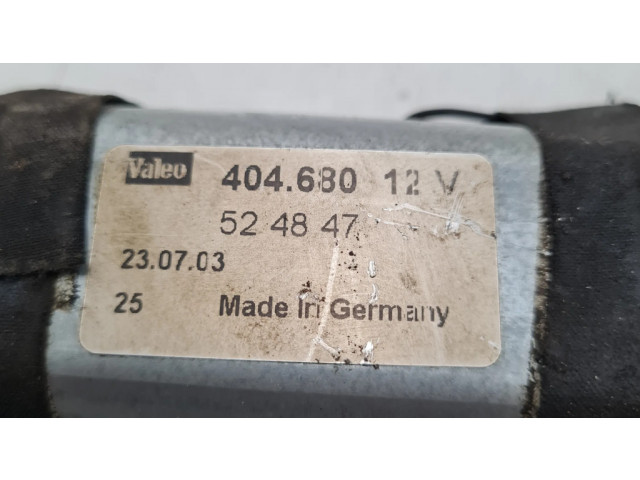 Valeo 404.680 12 V
52 48 47
23.07.03
25 Made In Germany